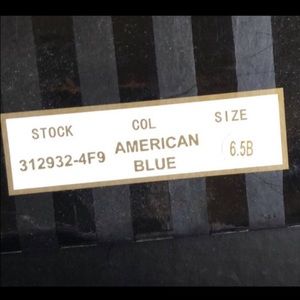 STOCK COL SIZE
312932-4F9 AMERICAN 6.5B
BLUE